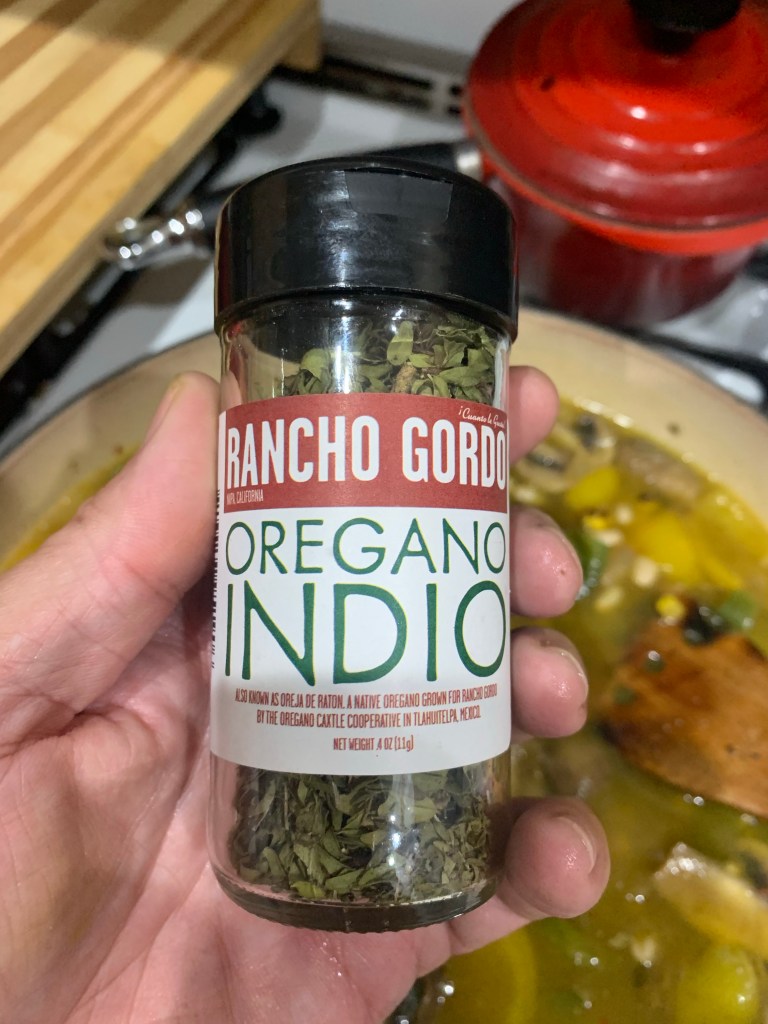 ¡Cuanto le Gusta!
RANCHO GORDO
NAPA, CALIFORNIA
OREGANO
INDIO
ALSO KNOWN AS OREJA DE RATON. A NATIVE OREGANO GROWN FOR RANCHO GORDO
BY THE OREGANO CAXTLE COOPERATIVE IN TLAHUITELPA, MEXICO.
NET WEIGHT .4 OZ (11g)